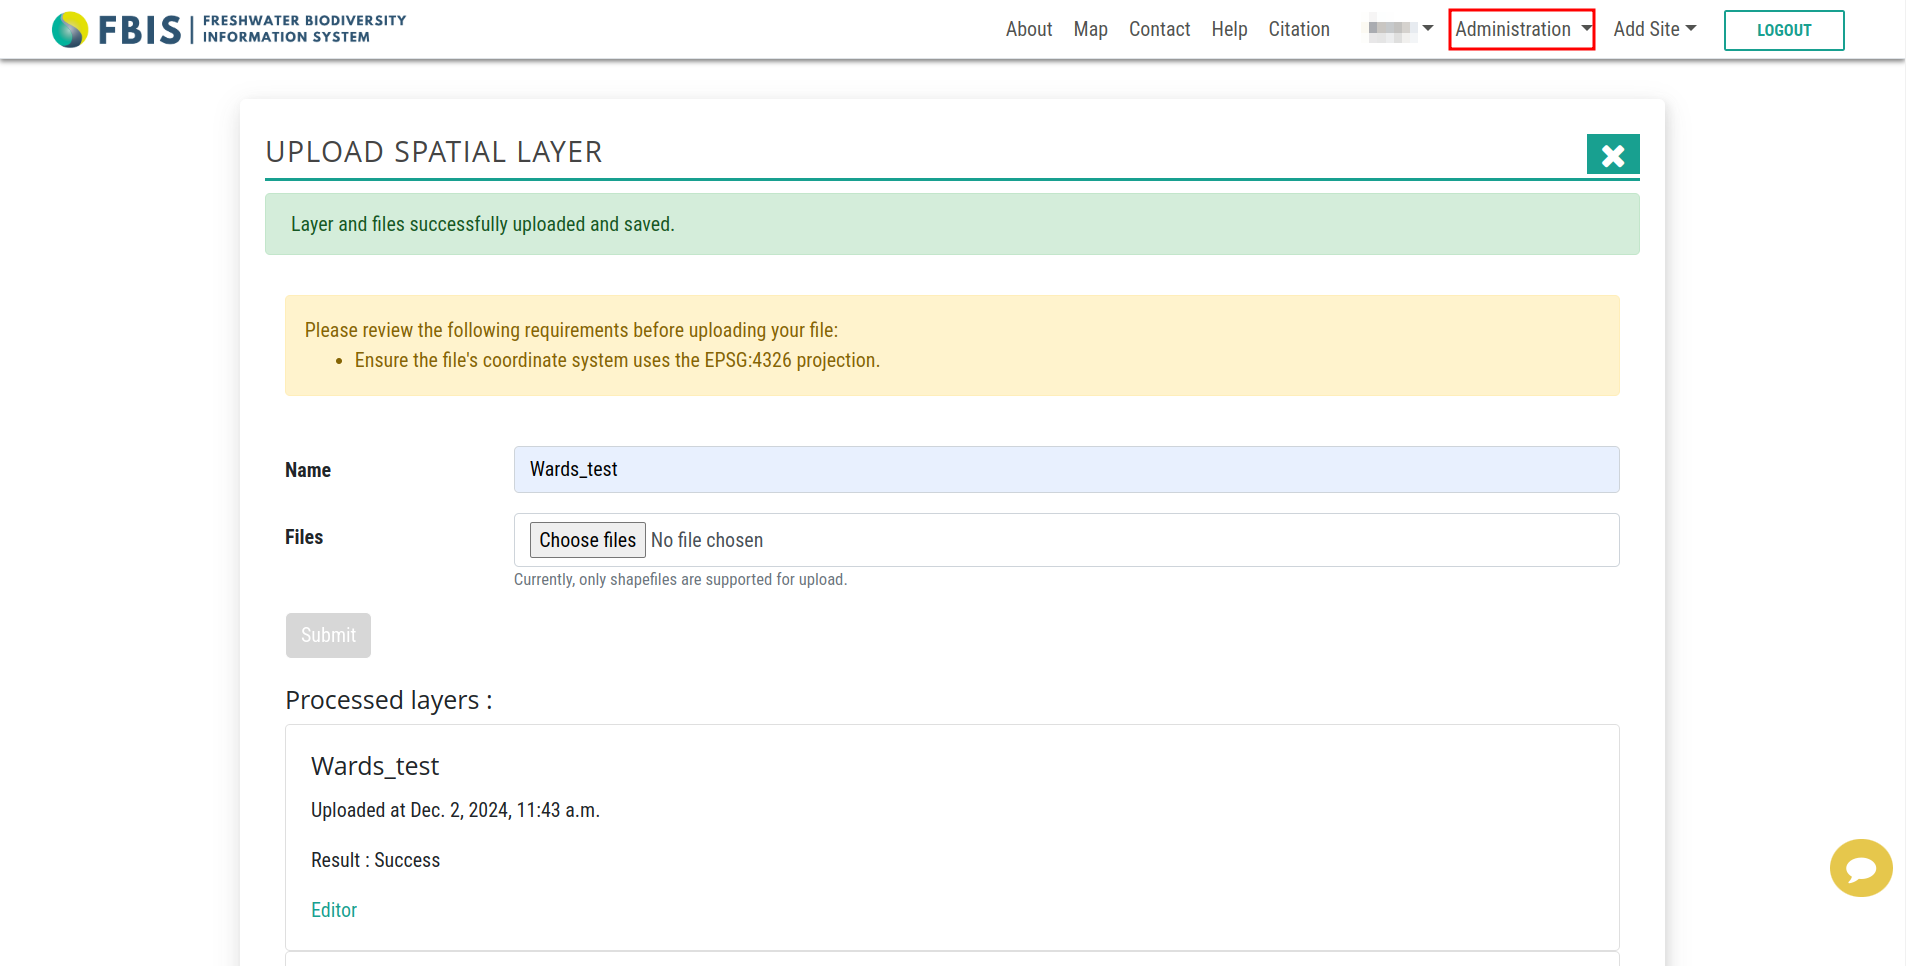 FBIS
FRESHWATER BIODIVERSITY
INFORMATION SYSTEM
About Map Contact Help Citation Administration Add Site LOGOUT
UPLOAD SPATIAL LAYER
Layer and files successfully uploaded and saved.
Please review the following requirements before uploading your file:
• Ensure the file's coordinate system uses the EPSG:4326 projection.
Name Wards_test
Files Choose files No file chosen
Currently, only shapefiles are supported for upload.
Submit
Processed layers :
Wards_test
Uploaded at Dec. 2, 2024, 11:43 a.m.
Result : Success
Editor